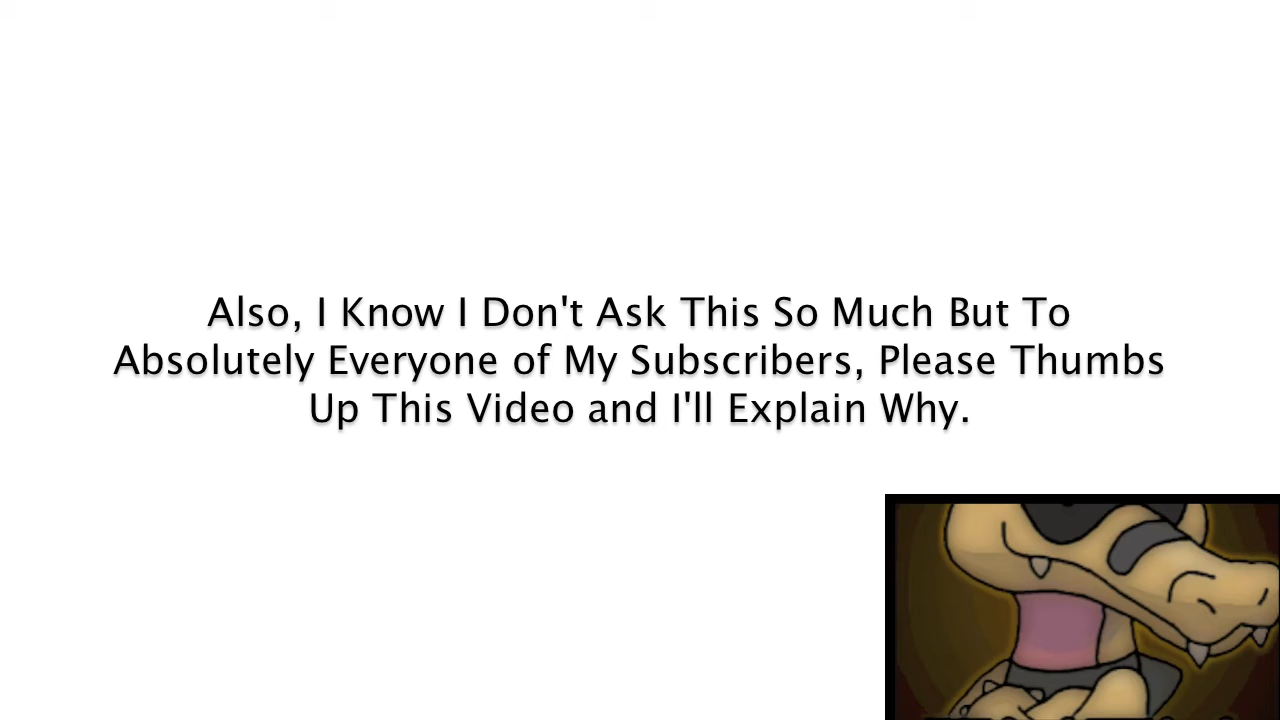 Also, I Know I Don't Ask This So Much But To
Absolutely Everyone of My Subscribers, Please Thumbs
Up This Video and I'll Explain Why.